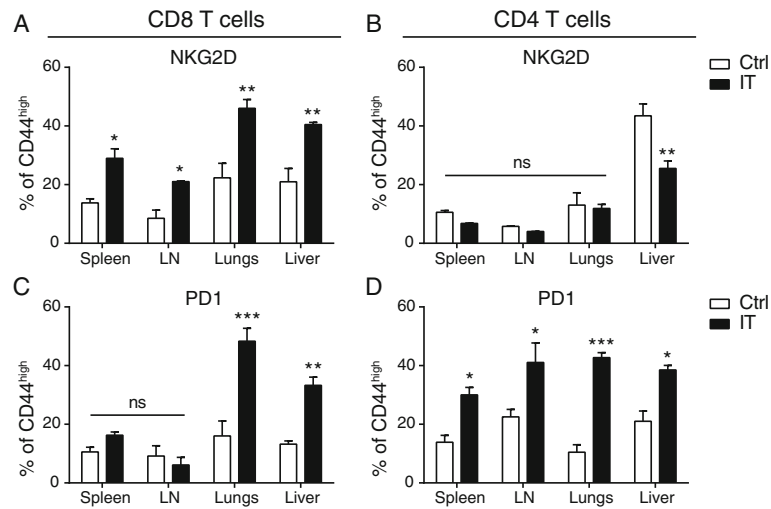 CD8 T cells
CD4 T cells
A
NKG2D
60
40
20
0
% of CD44high
*
*
**
**
Spleen
LN
Lungs
Liver
B
NKG2D
60
40
20
0
% of CD44high
ns
**
Spleen
LN
Lungs
Liver
Ctrl
IT
C
PD1
60
40
20
0
% of CD44high
ns
***
**
Spleen
LN
Lungs
Liver
D
PD1
60
40
20
0
% of CD44high
*
*
***
*
Spleen
LN
Lungs
Liver
Ctrl
IT